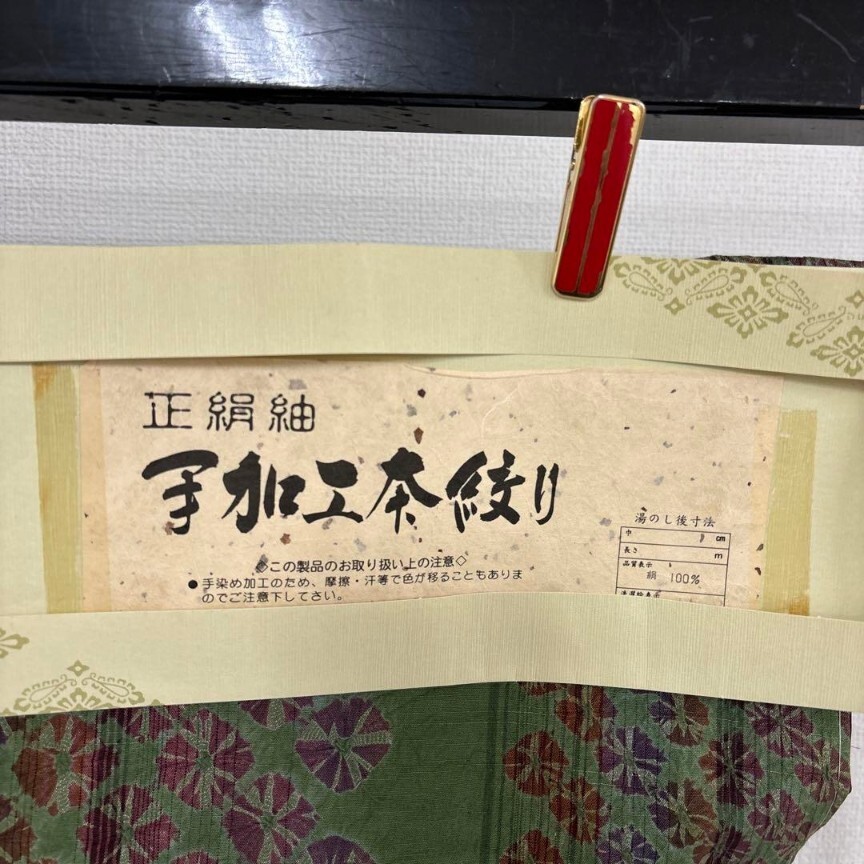 正絹紬
手加工本絞り
◇この製品のお取り扱い上の注意◇
●手染め加工のため、摩擦・汗等で色が移ることもありま
のでご注意下してさい。
湯のし後寸法
巾 cm
長さ m
品質表示
絹 100%